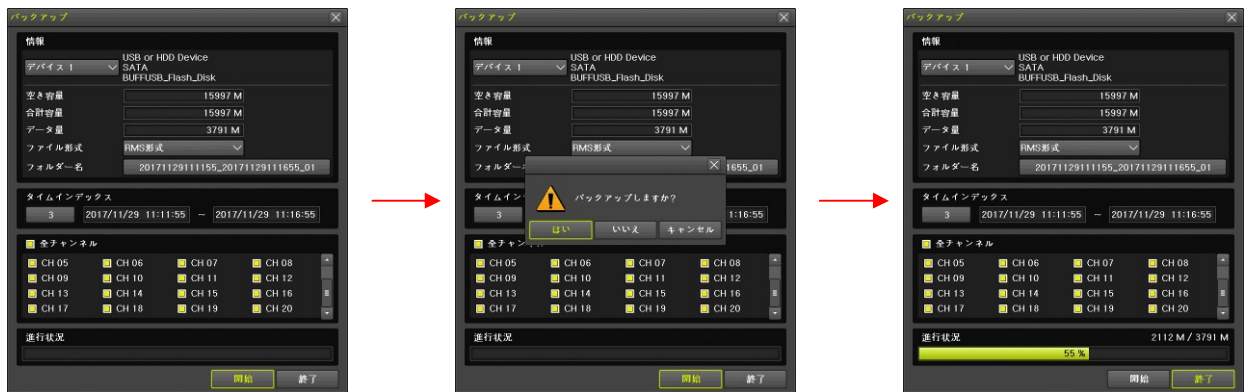 バックアップ
情報
デバイス 1
USB or HDD Device
SATA
BUFFUSB_Flash_Disk
空き容量 15997 M
合計容量 15997 M
データ量 3791 M
ファイル形式 RMS形式
フォルダー名 20171129111155_20171129111655_01
タイムインデックス
3 2017/11/29 11:11:55 ~ 2017/11/29 11:16:55
全チャンネル
CH 05 CH 06 CH 07 CH 08
CH 09 CH 10 CH 11 CH 12
CH 13 CH 14 CH 15 CH 16
CH 17 CH 18 CH 19 CH 20
進行状況
開始 終了
バックアップ
情報
デバイス 1
USB or HDD Device
SATA
BUFFUSB_Flash_Disk
空き容量 15997 M
合計容量 15997 M
データ量 3791 M
ファイル形式 RMS形式
フォルダー 1655_01
バックアップしますか?
はい いいえ キャンセル
タイムイン
3 1:16:55
全チャン
CH 05 CH 06 CH 07 CH 08
CH 09 CH 10 CH 11 CH 12
CH 13 CH 14 CH 15 CH 16
CH 17 CH 18 CH 19 CH 20
進行状況
開始 終了
バックアップ
情報
デバイス 1
USB or HDD Device
SATA
BUFFUSB_Flash_Disk
空き容量 15997 M
合計容量 15997 M
データ量 3791 M
ファイル形式 RMS形式
フォルダー名 20171129111155_20171129111655_01
タイムインデックス
3 2017/11/29 11:11:55 ~ 2017/11/29 11:16:55
全チャンネル
CH 05 CH 06 CH 07 CH 08
CH 09 CH 10 CH 11 CH 12
CH 13 CH 14 CH 15 CH 16
CH 17 CH 18 CH 19 CH 20
進行状況 2112 M / 3791 M
55 %
開始 終了